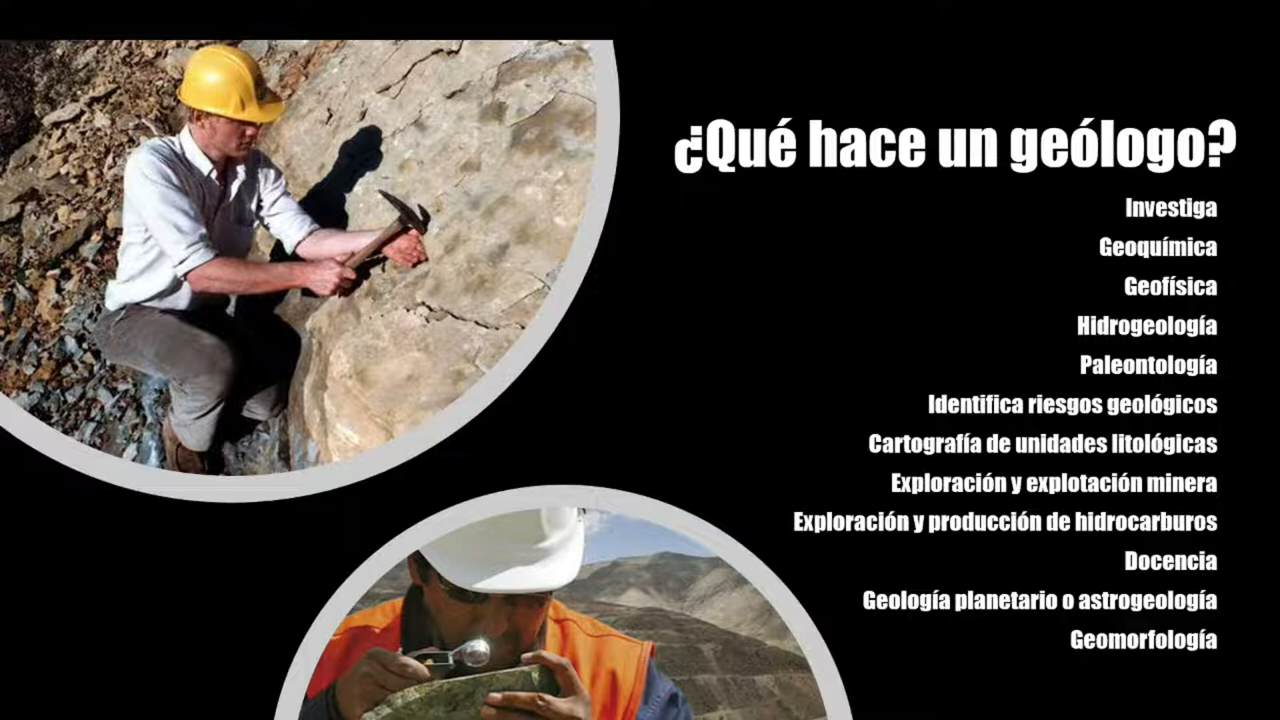 ¿Qué hace un geólogo?
Investiga
Geoquímica
Geofísica
Hidrogeología
Paleontología
Identifica riesgos geológicos
Cartografía de unidades litológicas
Exploración y explotación minera
Exploración y producción de hidrocarburos
Docencia
Geología planetario o astrogeología
Geomorfología